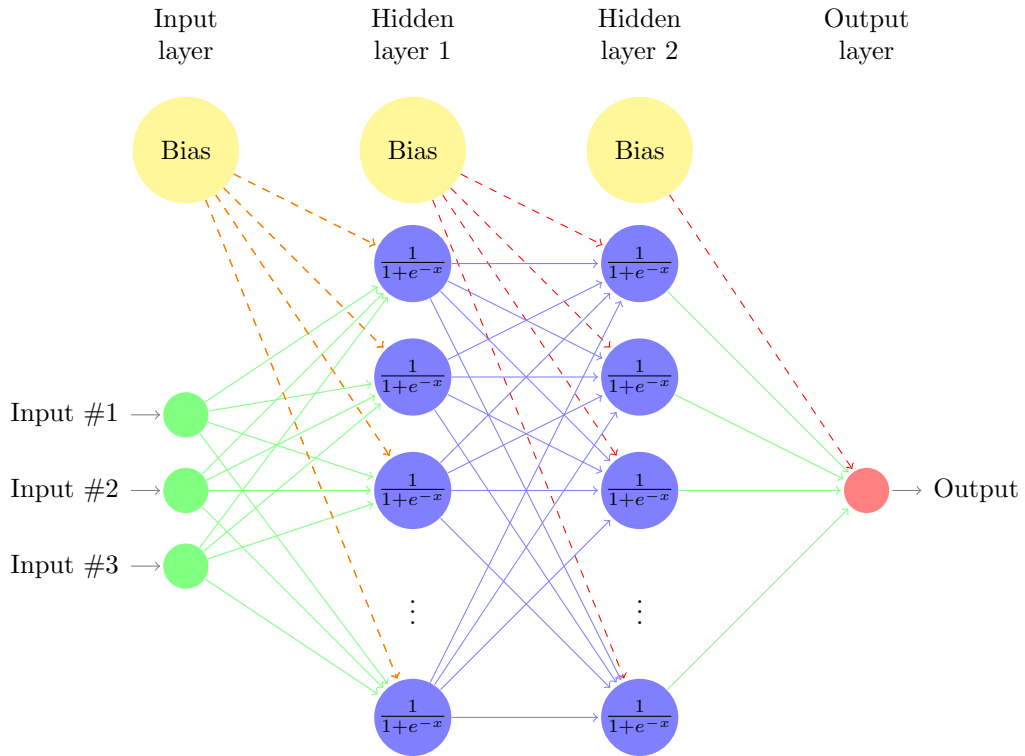 Input layer
Hidden layer 1
Hidden layer 2
Output layer
Bias
Bias
Bias
1/(1+e^{-x})
1/(1+e^{-x})
1/(1+e^{-x})
1/(1+e^{-x})
Input #1
Input #2
1/(1+e^{-x})
1/(1+e^{-x})
Output
Input #3
⋮
⋮
1/(1+e^{-x})
1/(1+e^{-x})